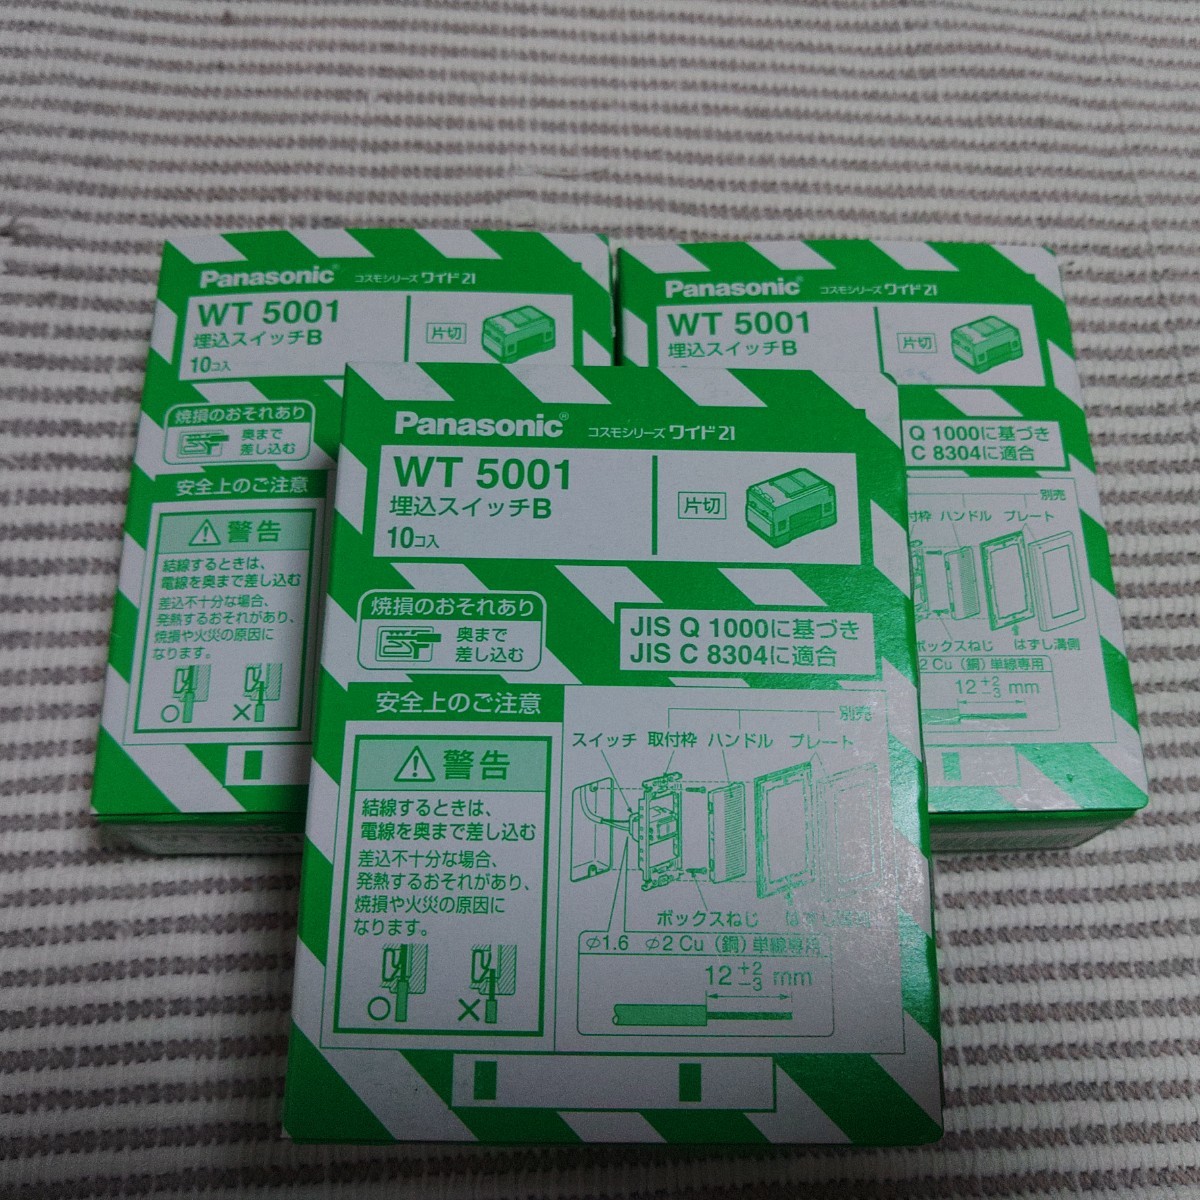 Panasonic® コスモシリーズ ワイド21
WT 5001
埋込スイッチB
10コ入
片切
焼損のおそれあり
奥まで
差し込む
安全上のご注意
警告
結線するときは、
電線を奥まで差し込む
差込不十分な場合、
発熱するおそれがあり、
焼損や火災の原因に
なります。
○ ×
Panasonic® コスモシリーズ ワイド21
WT 5001
埋込スイッチB
片切
Q 1000に基づき
C 8304に適合
別売
付枠 ハンドル プレート
ボックスねじ はずし溝側
2 Cu (銅) 単線専用
12 +2 -3 mm
Panasonic® コスモシリーズ ワイド21
WT 5001
埋込スイッチB
10コ入
片切
焼損のおそれあり
奥まで
差し込む
JIS Q 1000に基づき
JIS C 8304に適合
安全上のご注意
警告
結線するときは、
電線を奥まで差し込む
差込不十分な場合、
発熱するおそれがあり、
焼損や火災の原因に
なります。
○ ×
別売
スイッチ 取付枠 ハンドル プレート
ボックスねじ はずし溝側
φ1.6 φ2 Cu (銅) 単線専用
12 +2 -3 mm